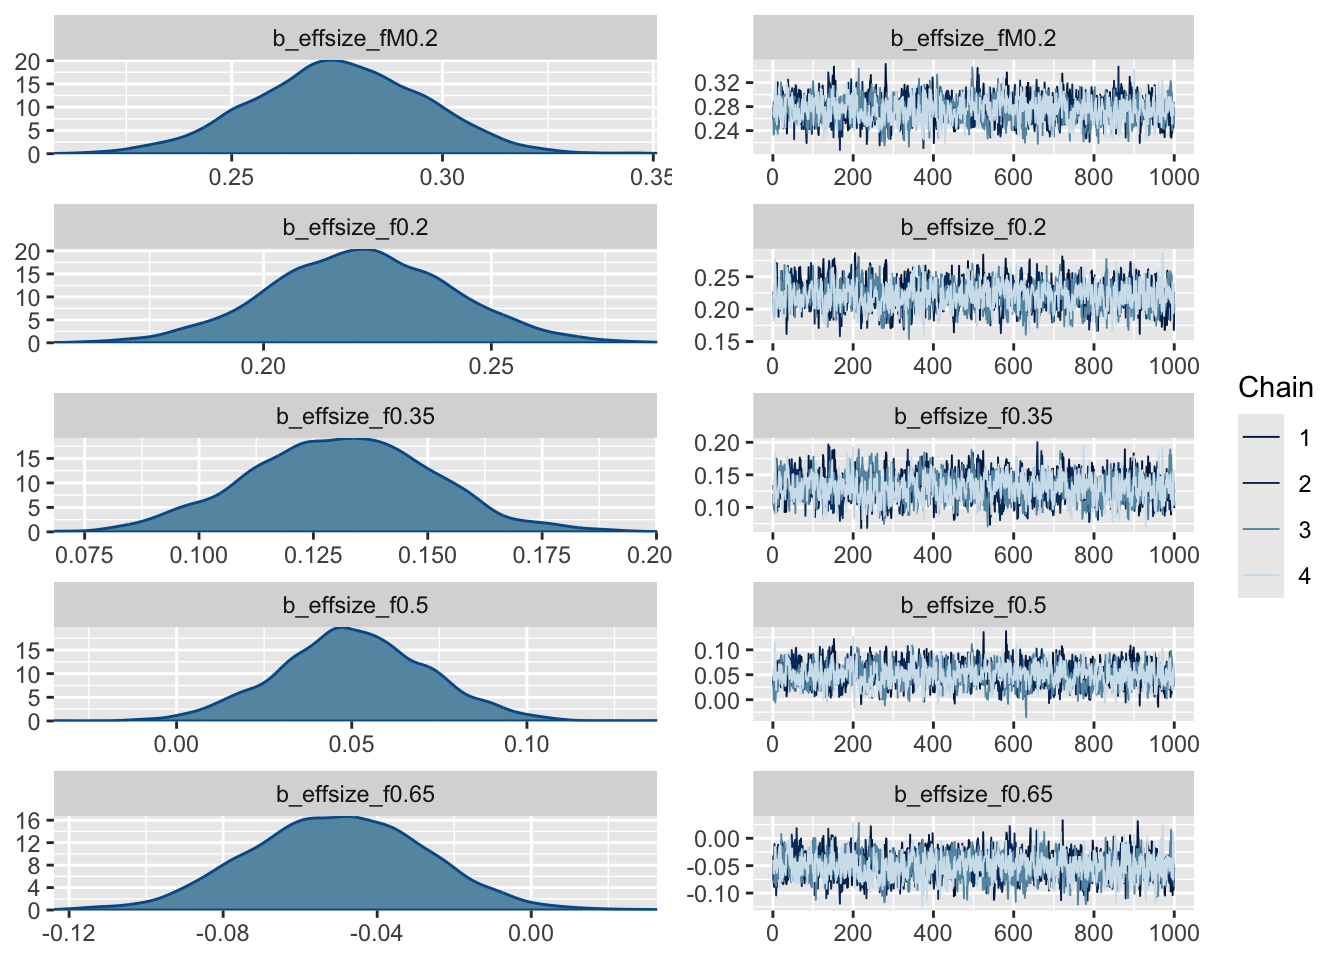 b_effsize_fM0.2
20
15
10
5
0
0.25 0.30 0.35
b_effsize_fM0.2
0.32
0.28
0.24
0 200 400 600 800 1000
b_effsize_f0.2
20
15
10
5
0
0.20 0.25
b_effsize_f0.2
0.25
0.20
0.15
0 200 400 600 800 1000
b_effsize_f0.35
15
10
5
0
0.075 0.100 0.125 0.150 0.175 0.20
b_effsize_f0.35
0.20
0.15
0.10
0 200 400 600 800 1000
b_effsize_f0.5
15
10
5
0
0.00 0.05 0.10
b_effsize_f0.5
0.10
0.05
0.00
0 200 400 600 800 1000
b_effsize_f0.65
16
12
8
4
0
-0.12 -0.08 -0.04 0.00
b_effsize_f0.65
0.00
-0.05
-0.10
0 200 400 600 800 1000
Chain
1
2
3
4